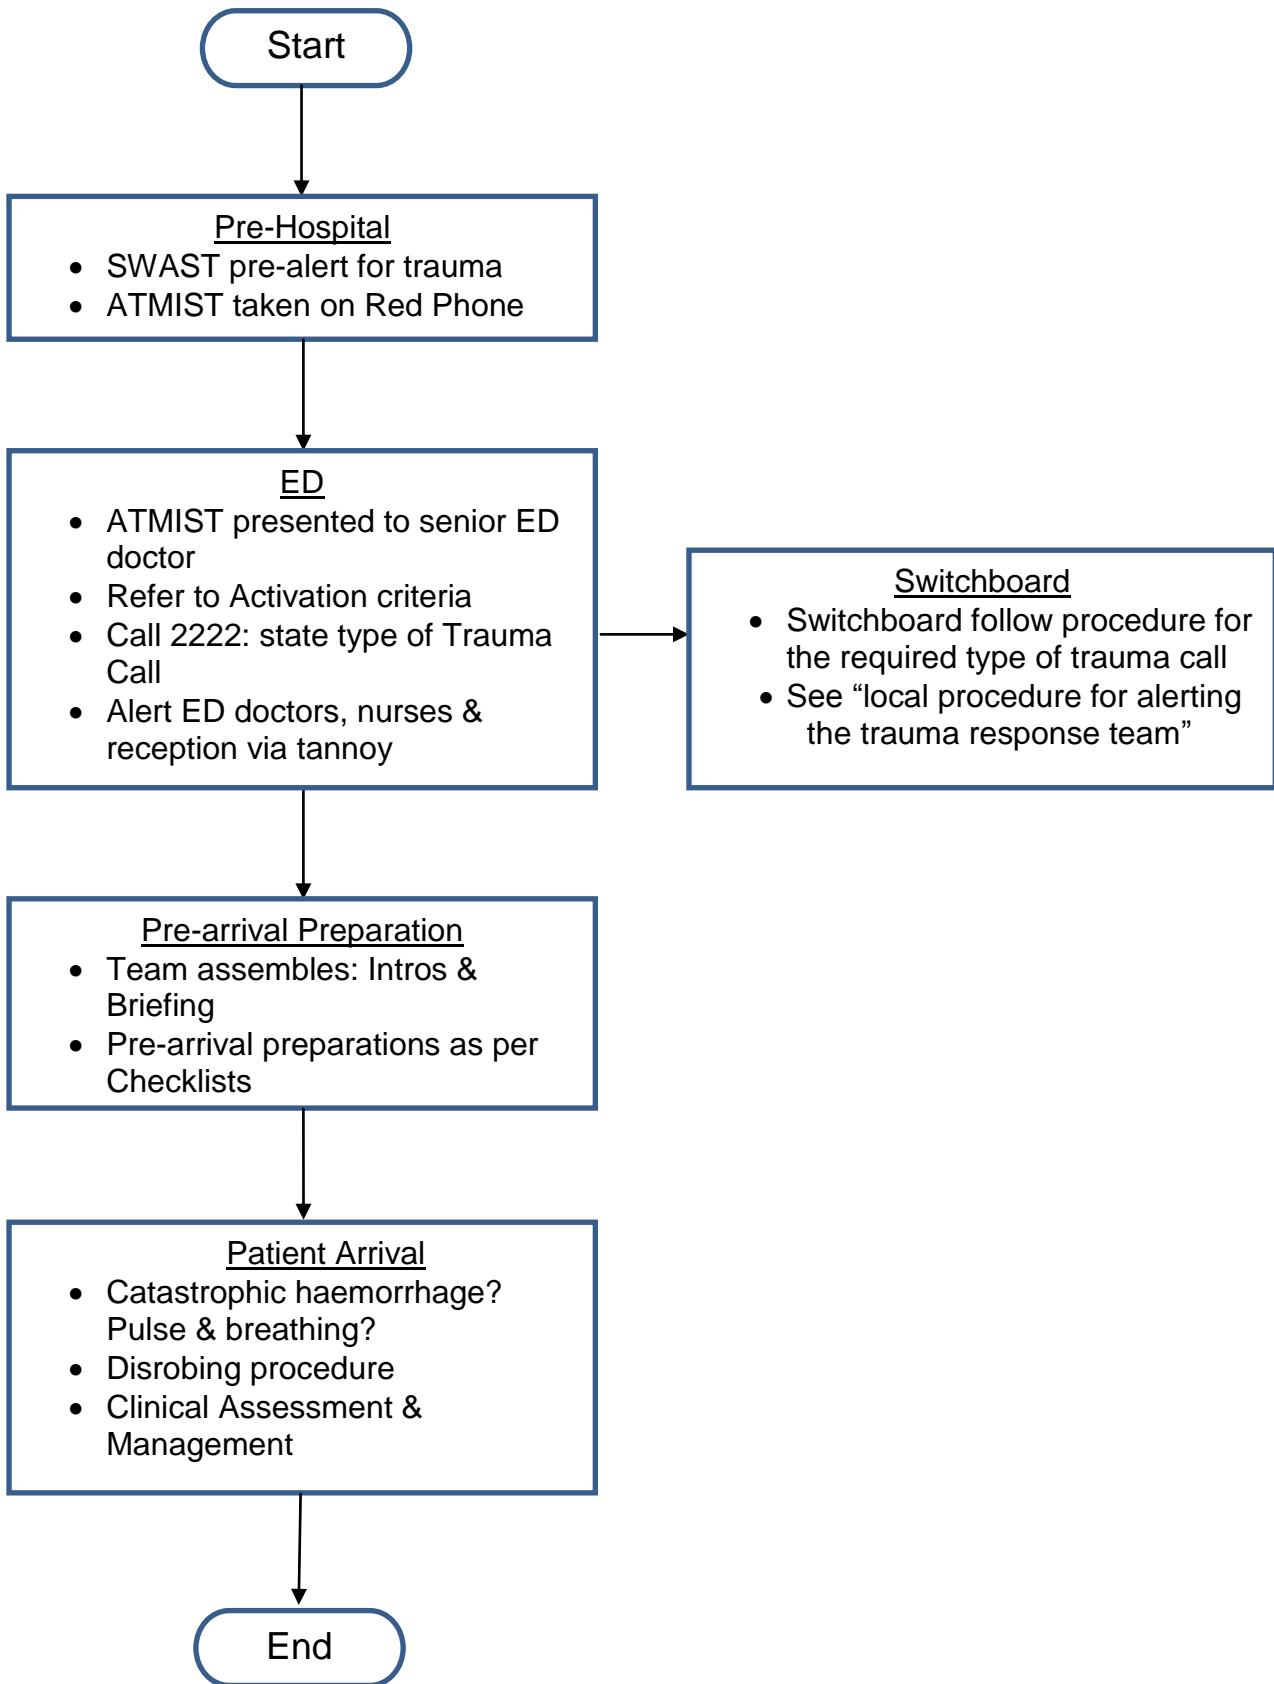 Start
Pre-Hospital
• SWAST pre-alert for trauma
• ATMIST taken on Red Phone
ED
• ATMIST presented to senior ED
doctor
• Refer to Activation criteria
• Call 2222: state type of Trauma
Call
• Alert ED doctors, nurses &
reception via tannoy
Switchboard
• Switchboard follow procedure for
the required type of trauma call
• See “local procedure for alerting
the trauma response team”
Pre-arrival Preparation
• Team assembles: Intros &
Briefing
• Pre-arrival preparations as per
Checklists
Patient Arrival
• Catastrophic haemorrhage?
Pulse & breathing?
• Disrobing procedure
• Clinical Assessment &
Management
End